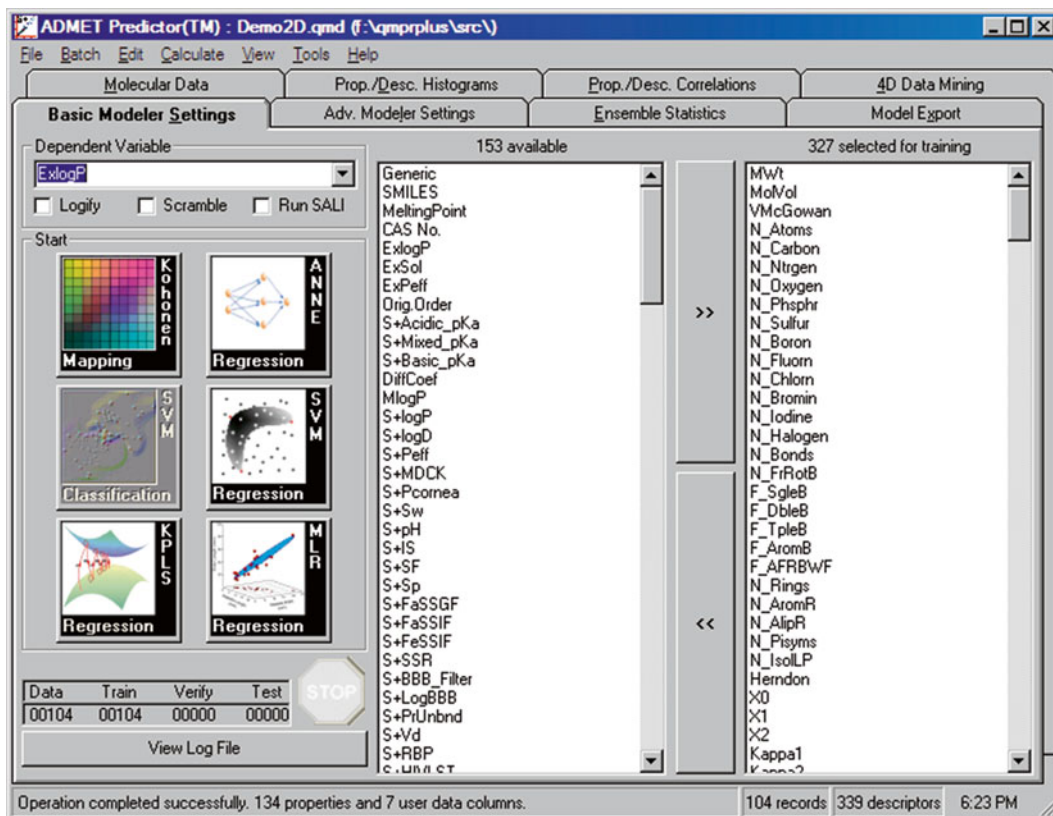 ADMET Predictor(TM) : Demo2D.qmd (f:\qmprplus\src\)
File Batch Edit Calculate View Tools Help
Molecular Data Prop./Desc. Histograms Prop./Desc. Correlations 4D Data Mining
Basic Modeler Settings Adv. Modeler Settings Ensemble Statistics Model Export
Dependent Variable
ExlogP
Logify Scramble Run SALI
Start
Kohonen
Mapping
ANNE
Regression
SVM
Classification
SVM
Regression
KPLS
Regression
MLR
Regression
Data Train Verify Test
00104 00104 00000 00000
STOP
View Log File
153 available
Generic
SMILES
MeltingPoint
CAS No.
ExlogP
ExSol
ExPeff
Orig.Order
S+Acidic_pKa
S+Mixed_pKa
S+Basic_pKa
DiffCoef
MlogP
S+logP
S+logD
S+Peff
S+MDCK
S+Pcornea
S+Sw
S+pH
S+IS
S+SF
S+Sp
S+FaSSGF
S+FaSSIF
S+FeSSIF
S+SSR
S+BBB_Filter
S+LogBBB
S+PrUnbnd
S+Vd
S+RBP
>>
<<
327 selected for training
MWt
MolVol
VMcGowan
N_Atoms
N_Carbon
N_Ntrgen
N_Oxygen
N_Phsphr
N_Sulfur
N_Boron
N_Fluorn
N_Chlorn
N_Bromin
N_Iodine
N_Halogen
N_Bonds
N_FrRotB
F_SgleB
F_DbleB
F_TpleB
F_AromB
F_AFRBWF
N_Rings
N_AromR
N_AlipR
N_Pisyms
N_IsolLP
Herndon
X0
X1
X2
Kappa1
Kappa2
Operation completed successfully. 134 properties and 7 user data columns.
104 records 339 descriptors 6:23 PM